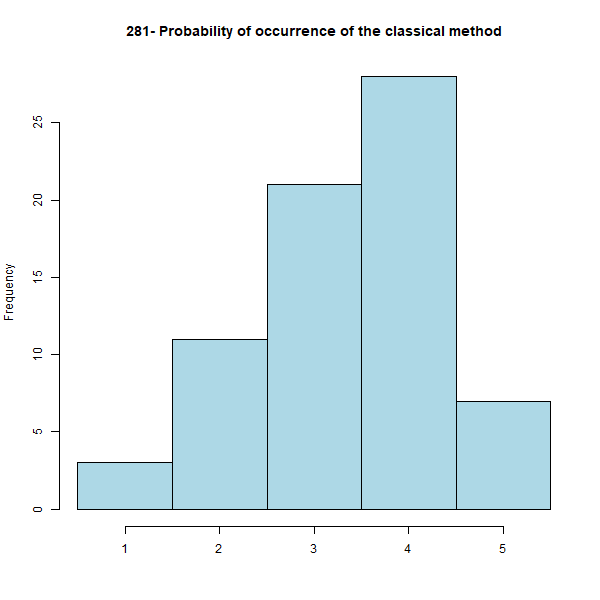 281- Probability of occurrence of the classical method
Frequency
25
20
15
10
5
0
1 2 3 4 5